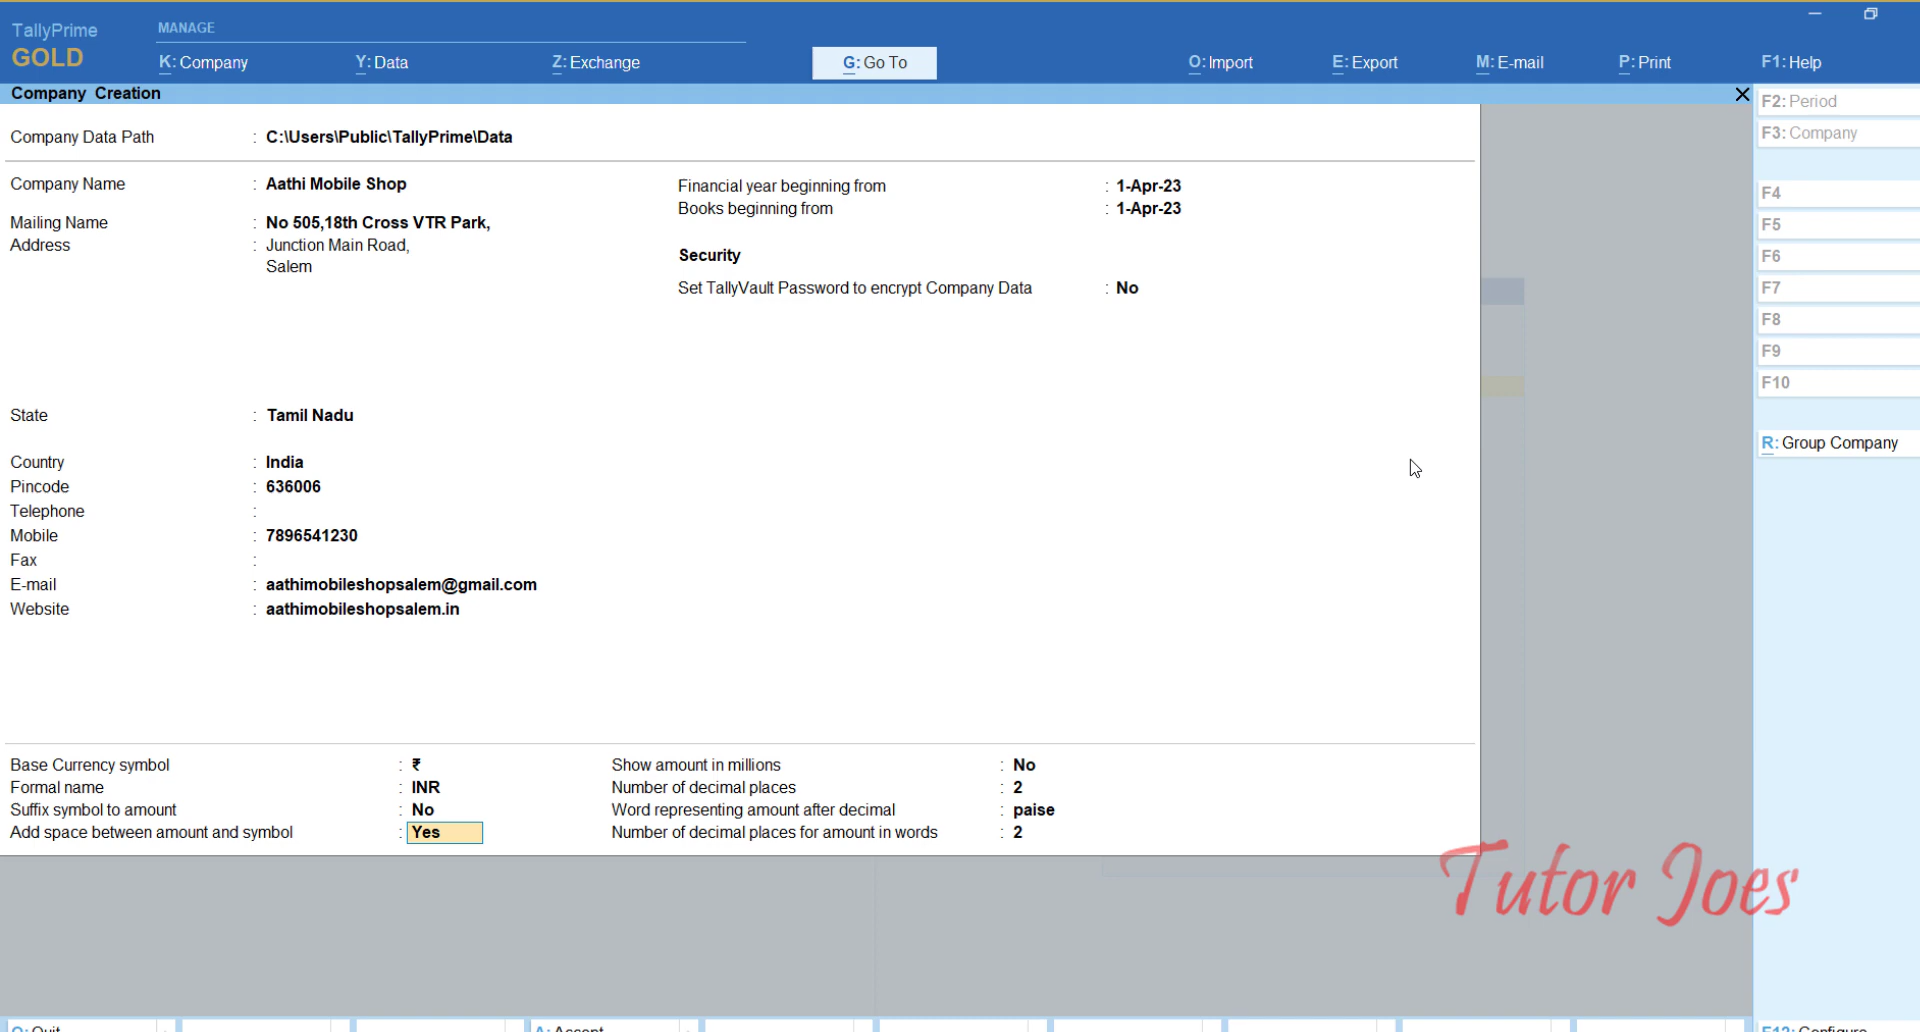 TallyPrime
GOLD
MANAGE
K: Company
Y: Data
Z: Exchange
G: Go To
O: Import
E: Export
M: E-mail
P: Print
F1: Help
Company Creation
F2: Period
F3: Company
F4
F5
F6
F7
F8
F9
F10
R: Group Company
Company Data Path : C:\Users\Public\TallyPrime\Data
Company Name : Aathi Mobile Shop
Mailing Name : No 505,18th Cross VTR Park,
Address : Junction Main Road,
Salem
Financial year beginning from : 1-Apr-23
Books beginning from : 1-Apr-23
Security
Set TallyVault Password to encrypt Company Data : No
State : Tamil Nadu
Country : India
Pincode : 636006
Telephone :
Mobile : 7896541230
Fax :
E-mail : aathimobileshopsalem@gmail.com
Website : aathimobileshopsalem.in
Base Currency symbol : ₹
Formal name : INR
Suffix symbol to amount : No
Add space between amount and symbol : Yes
Show amount in millions : No
Number of decimal places : 2
Word representing amount after decimal : paise
Number of decimal places for amount in words : 2
Tutor Joes
Q: Quit
A: Accept
F12: Configure